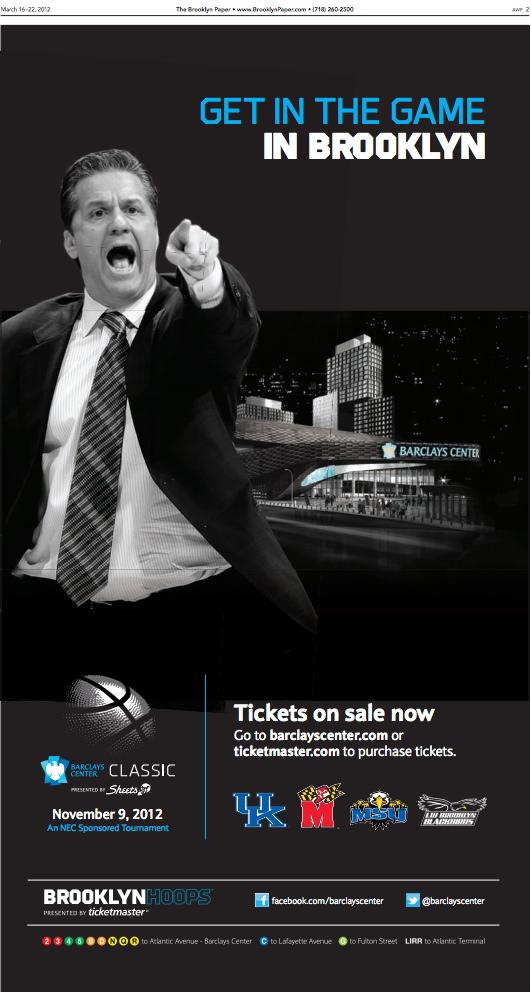 March 16–22, 2012
The Brooklyn Paper • www.BrooklynPaper.com • (718) 260-2500
AWP 2
GET IN THE GAME
IN BROOKLYN
BARCLAYS CENTER
Tickets on sale now
Go to barclayscenter.com or
ticketmaster.com to purchase tickets.
BARCLAYS CENTER CLASSIC
PRESENTED BY Sheets
November 9, 2012
An NEC Sponsored Tournament
UK
M
MSU
LIU BROOKLYN
BLACKBIRDS
BROOKLYNHOOPS
PRESENTED BY ticketmaster
facebook.com/barclayscenter
@barclayscenter
2 3 4 5 B D N Q R to Atlantic Avenue - Barclays Center C to Lafayette Avenue G to Fulton Street LIRR to Atlantic Terminal